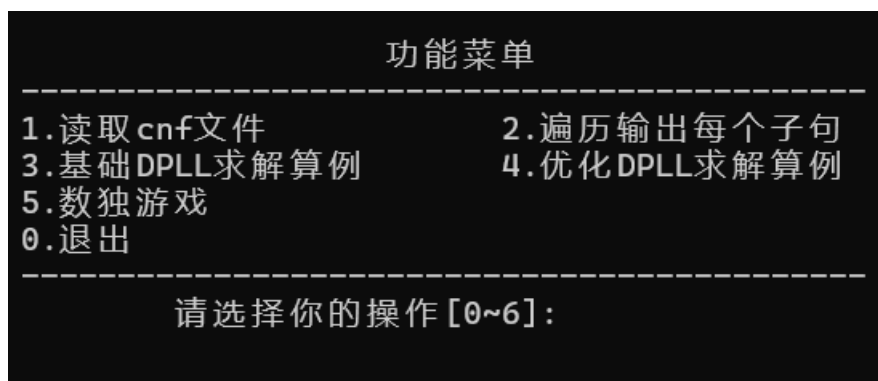 功能菜单
--------------------------------------------
1.读取cnf文件 2.遍历输出每个子句
3.基础DPLL求解算例 4.优化DPLL求解算例
5.数独游戏
0.退出
--------------------------------------------
请选择你的操作[0~6]: